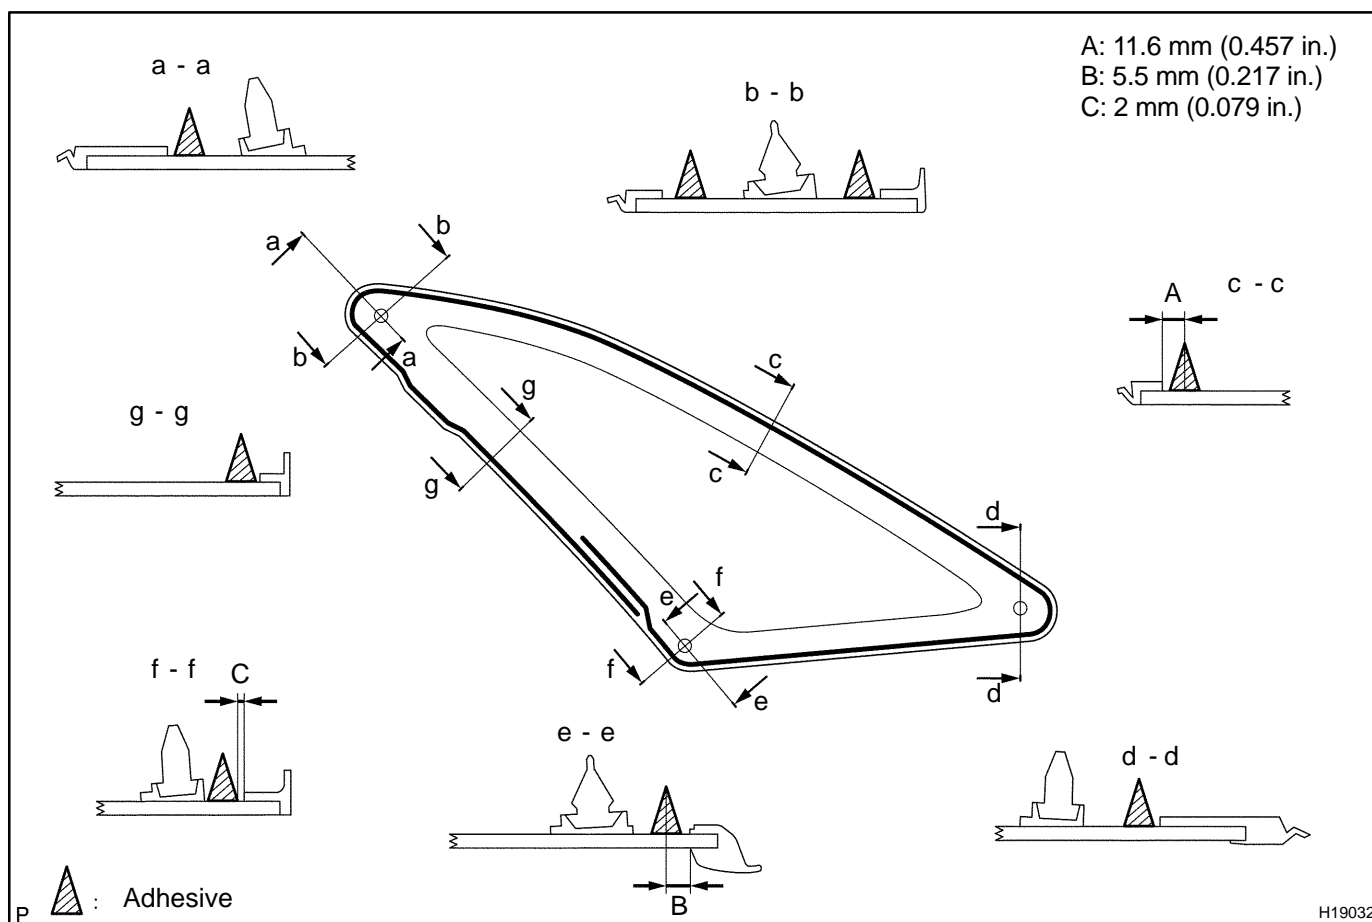 a - a
b - b
A: 11.6 mm (0.457 in.)
B: 5.5 mm (0.217 in.)
C: 2 mm (0.079 in.)
a
b
b
a
A
c - c
c
c
g - g
g
g
d
d
e
f
f
e
f - f
C
e - e
B
d - d
: Adhesive
P
H19032